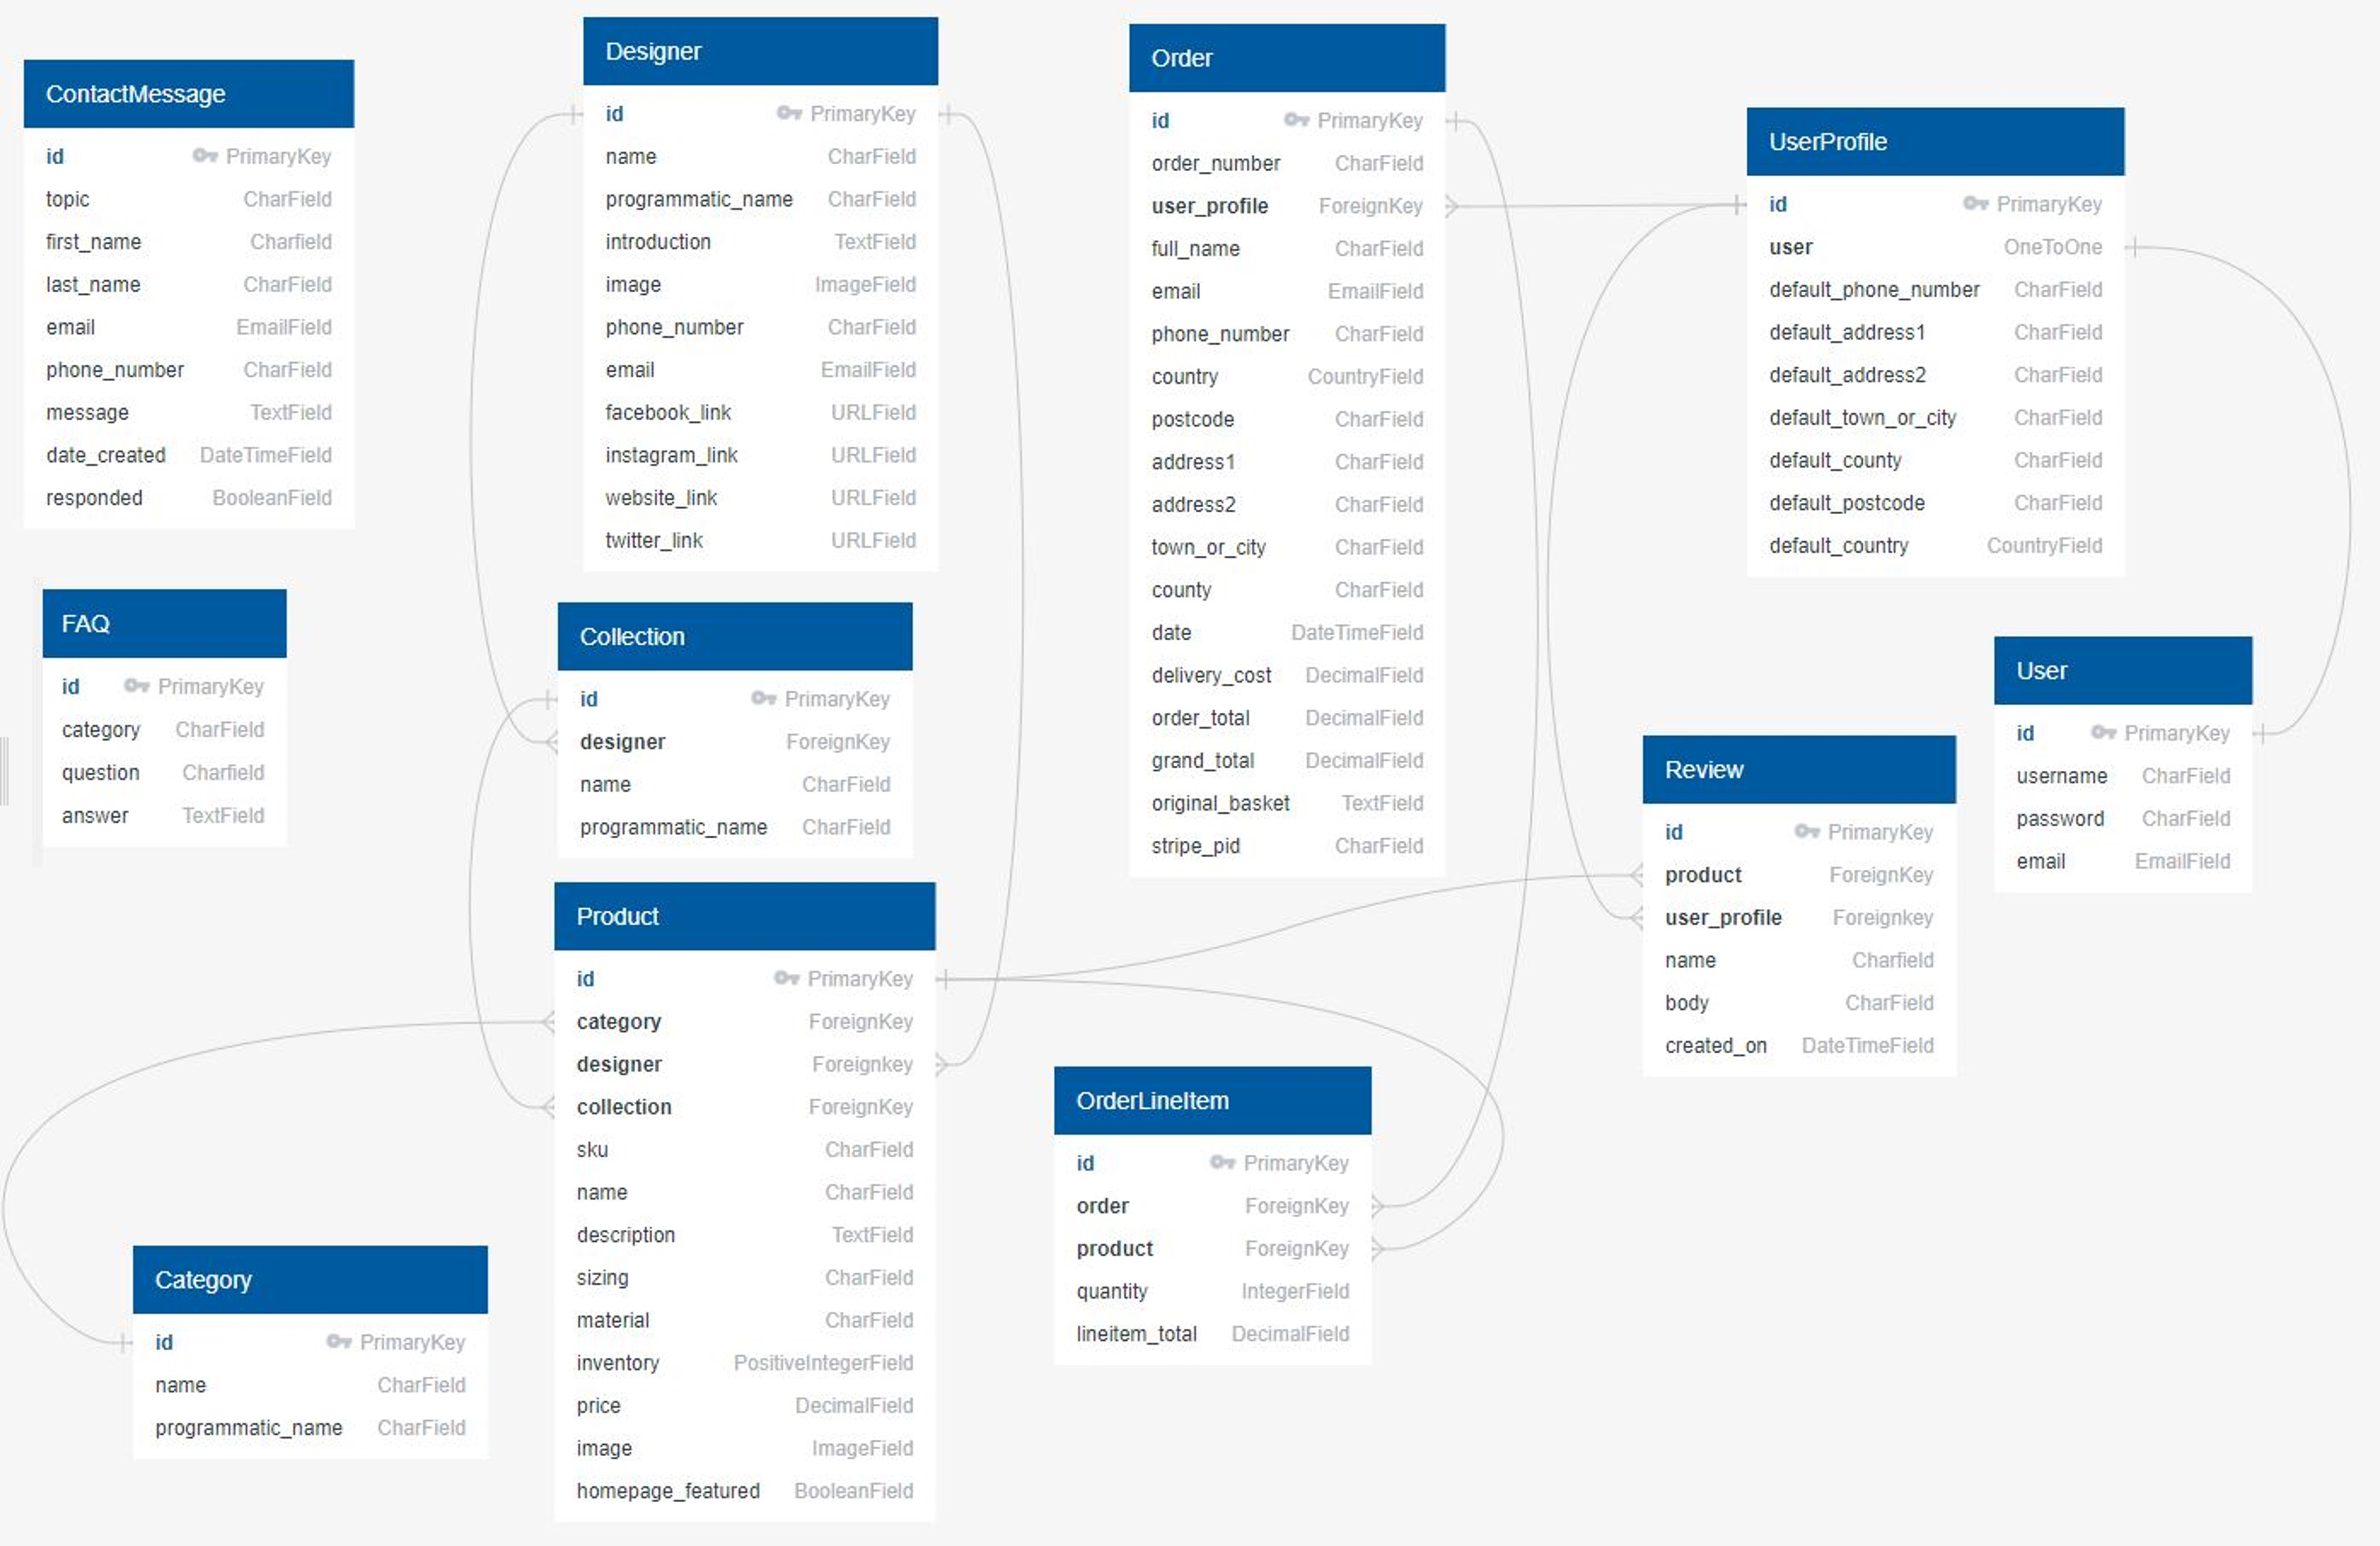 ContactMessage
id PrimaryKey
topic CharField
first_name Charfield
last_name CharField
email EmailField
phone_number CharField
message TextField
date_created DateTimeField
responded BooleanField
FAQ
id PrimaryKey
category CharField
question Charfield
answer TextField
Category
id PrimaryKey
name CharField
programmatic_name CharField
Designer
id PrimaryKey
name CharField
programmatic_name CharField
introduction TextField
image ImageField
phone_number CharField
email EmailField
facebook_link URLField
instagram_link URLField
website_link URLField
twitter_link URLField
Collection
id PrimaryKey
designer ForeignKey
name CharField
programmatic_name CharField
Product
id PrimaryKey
category ForeignKey
designer Foreignkey
collection ForeignKey
sku CharField
name CharField
description TextField
sizing CharField
material CharField
inventory PositiveIntegerField
price DecimalField
image ImageField
homepage_featured BooleanField
Order
id PrimaryKey
order_number CharField
user_profile ForeignKey
full_name CharField
email EmailField
phone_number CharField
country CountryField
postcode CharField
address1 CharField
address2 CharField
town_or_city CharField
county CharField
date DateTimeField
delivery_cost DecimalField
order_total DecimalField
grand_total DecimalField
original_basket TextField
stripe_pid CharField
OrderLineItem
id PrimaryKey
order ForeignKey
product ForeignKey
quantity IntegerField
lineitem_total DecimalField
UserProfile
id PrimaryKey
user OneToOne
default_phone_number CharField
default_address1 CharField
default_address2 CharField
default_town_or_city CharField
default_county CharField
default_postcode CharField
default_country CountryField
Review
id PrimaryKey
product ForeignKey
user_profile Foreignkey
name Charfield
body CharField
created_on DateTimeField
User
id PrimaryKey
username CharField
password CharField
email EmailField